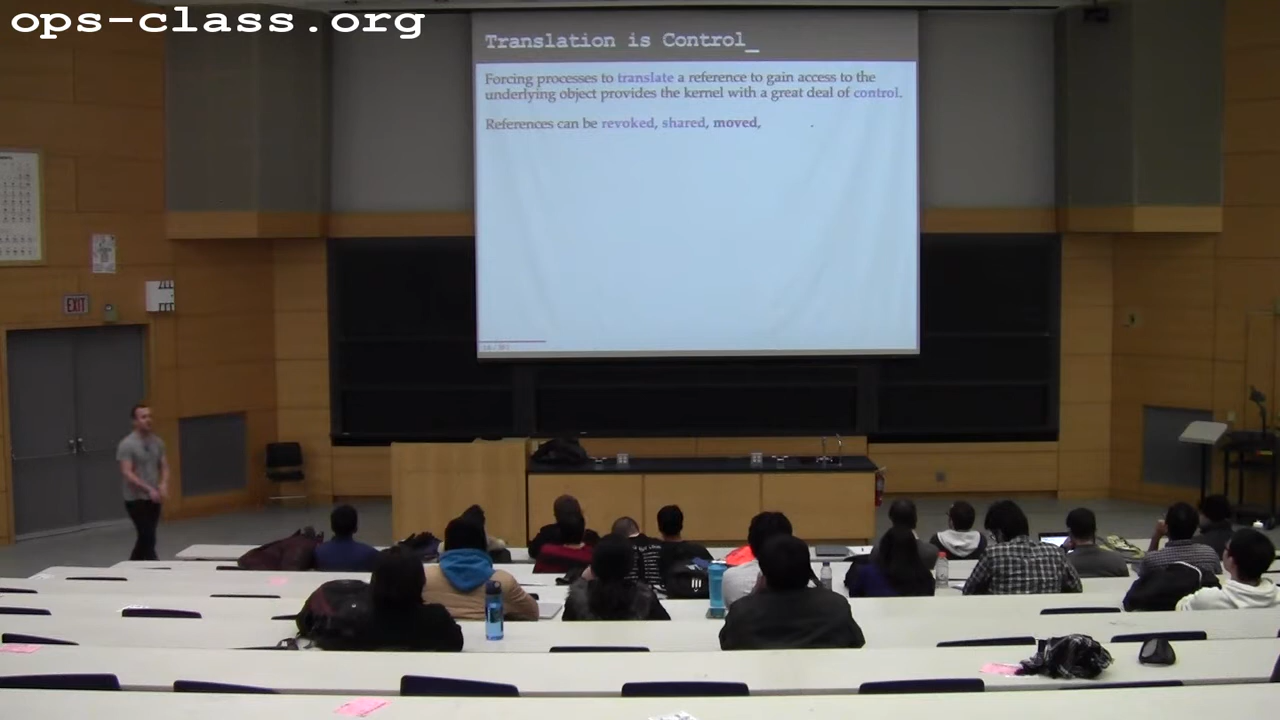 ops-class.org
Translation is Control_
Forcing processes to translate a reference to gain access to the
underlying object provides the kernel with a great deal of control.
References can be revoked, shared, moved,
EXIT